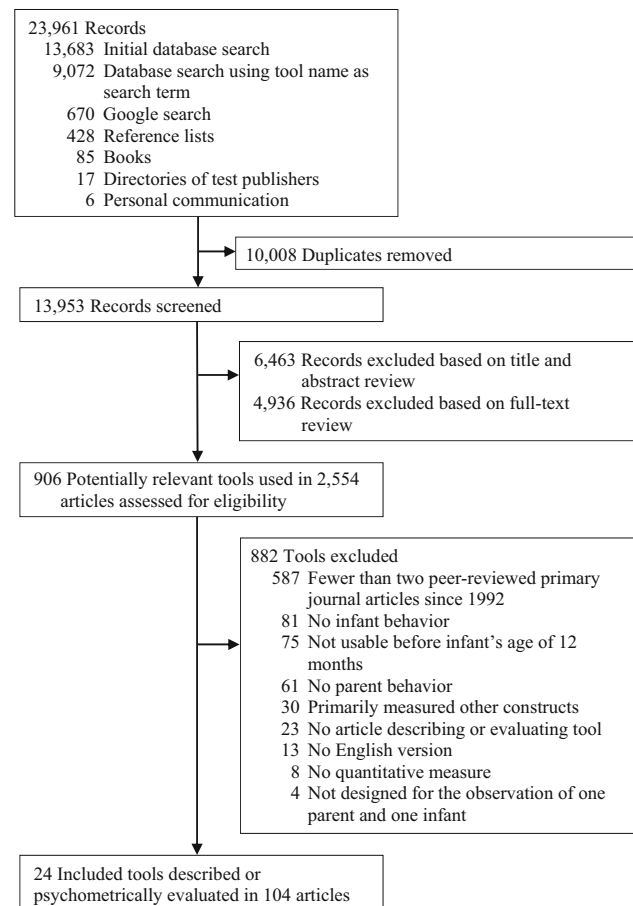 23,961 Records
13,683 Initial database search
9,072 Database search using tool name as
search term
670 Google search
428 Reference lists
85 Books
17 Directories of test publishers
6 Personal communication
10,008 Duplicates removed
13,953 Records screened
6,463 Records excluded based on title and
abstract review
4,936 Records excluded based on full-text
review
906 Potentially relevant tools used in 2,554
articles assessed for eligibility
882 Tools excluded
587 Fewer than two peer-reviewed primary
journal articles since 1992
81 No infant behavior
75 Not usable before infant's age of 12
months
61 No parent behavior
30 Primarily measured other constructs
23 No article describing or evaluating tool
13 No English version
8 No quantitative measure
4 Not designed for the observation of one
parent and one infant
24 Included tools described or
psychometrically evaluated in 104 articles